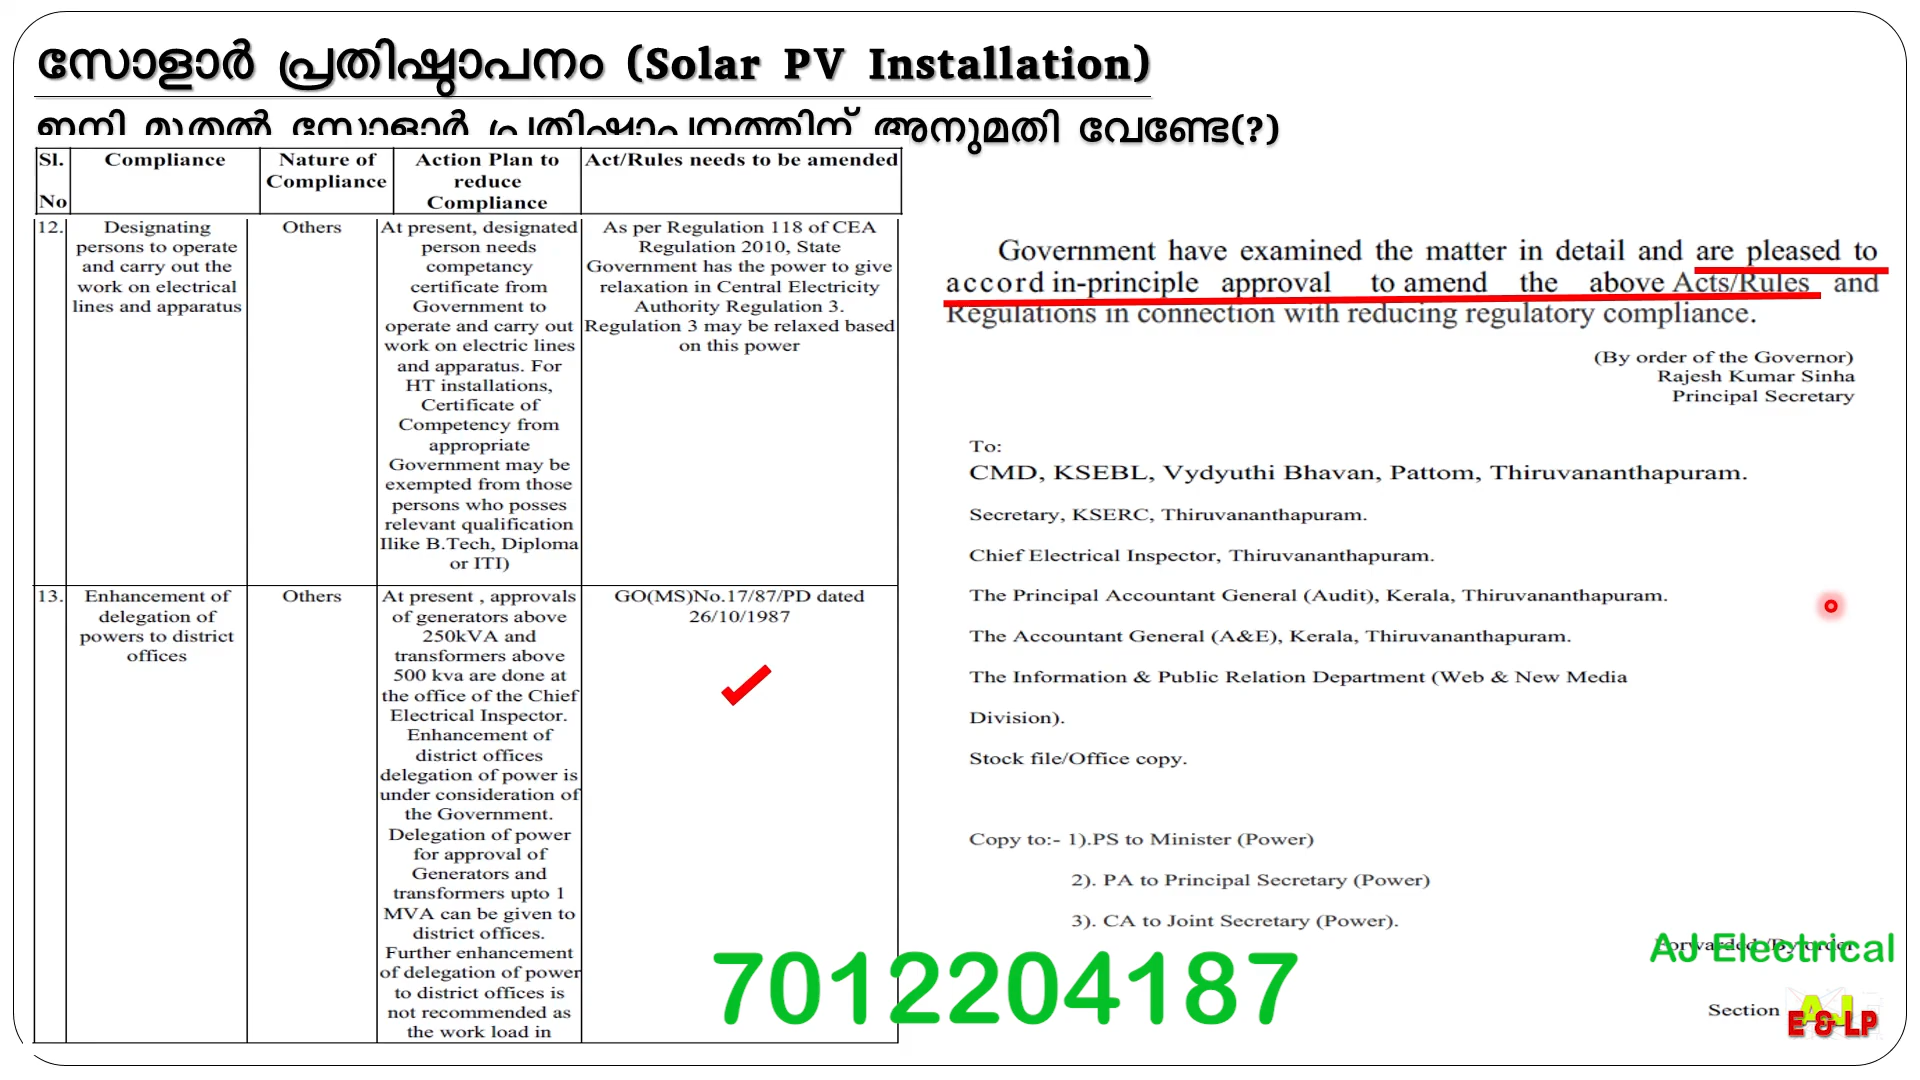 സോളാർ പ്രതിഷ്ഠാപനം (Solar PV Installation)
ഇനി മുതൽ സോളാർ പ്രതിഷ്ഠാപനത്തിന് അനുമതി വേണ്ടേ(?)
Sl. No
Compliance
Nature of
Compliance
Action Plan to
reduce
Compliance
Act/Rules needs to be amended
12.
Designating
persons to operate
and carry out the
work on electrical
lines and apparatus
Others
At present, designated
person needs
competancy
certificate from
Government to
operate and carry out
work on electric lines
and apparatus. For
HT installations,
Certificate of
Competency from
appropriate
Government may be
exempted from those
persons who posses
relevant qualification
Ilike B.Tech, Diploma
or ITI)
As per Regulation 118 of CEA
Regulation 2010, State
Government has the power to give
relaxation in Central Electricity
Authority Regulation 3.
Regulation 3 may be relaxed based
on this power
13.
Enhancement of
delegation of
powers to district
offices
Others
At present , approvals
of generators above
250kVA and
transformers above
500 kva are done at
the office of the Chief
Electrical Inspector.
Enhancement of
district offices
delegation of power is
under consideration of
the Government.
Delegation of power
for approval of
Generators and
transformers upto 1
MVA can be given to
district offices.
Further enhancement
of delegation of power
to district offices is
not recommended as
the work load in
GO(MS)No.17/87/PD dated
26/10/1987
Government have examined the matter in detail and are pleased to
accord in-principle approval to amend the above Acts/Rules and
Regulations in connection with reducing regulatory compliance.
(By order of the Governor)
Rajesh Kumar Sinha
Principal Secretary
To:
CMD, KSEBL, Vydyuthi Bhavan, Pattom, Thiruvananthapuram.
Secretary, KSERC, Thiruvananthapuram.
Chief Electrical Inspector, Thiruvananthapuram.
The Principal Accountant General (Audit), Kerala, Thiruvananthapuram.
The Accountant General (A&E), Kerala, Thiruvananthapuram.
The Information & Public Relation Department (Web & New Media
Division).
Stock file/Office copy.
Copy to:- 1).PS to Minister (Power)
2). PA to Principal Secretary (Power)
3). CA to Joint Secretary (Power).
Forwarded /By order
AJ Electrical
7012204187
Section
AJ
E & LP